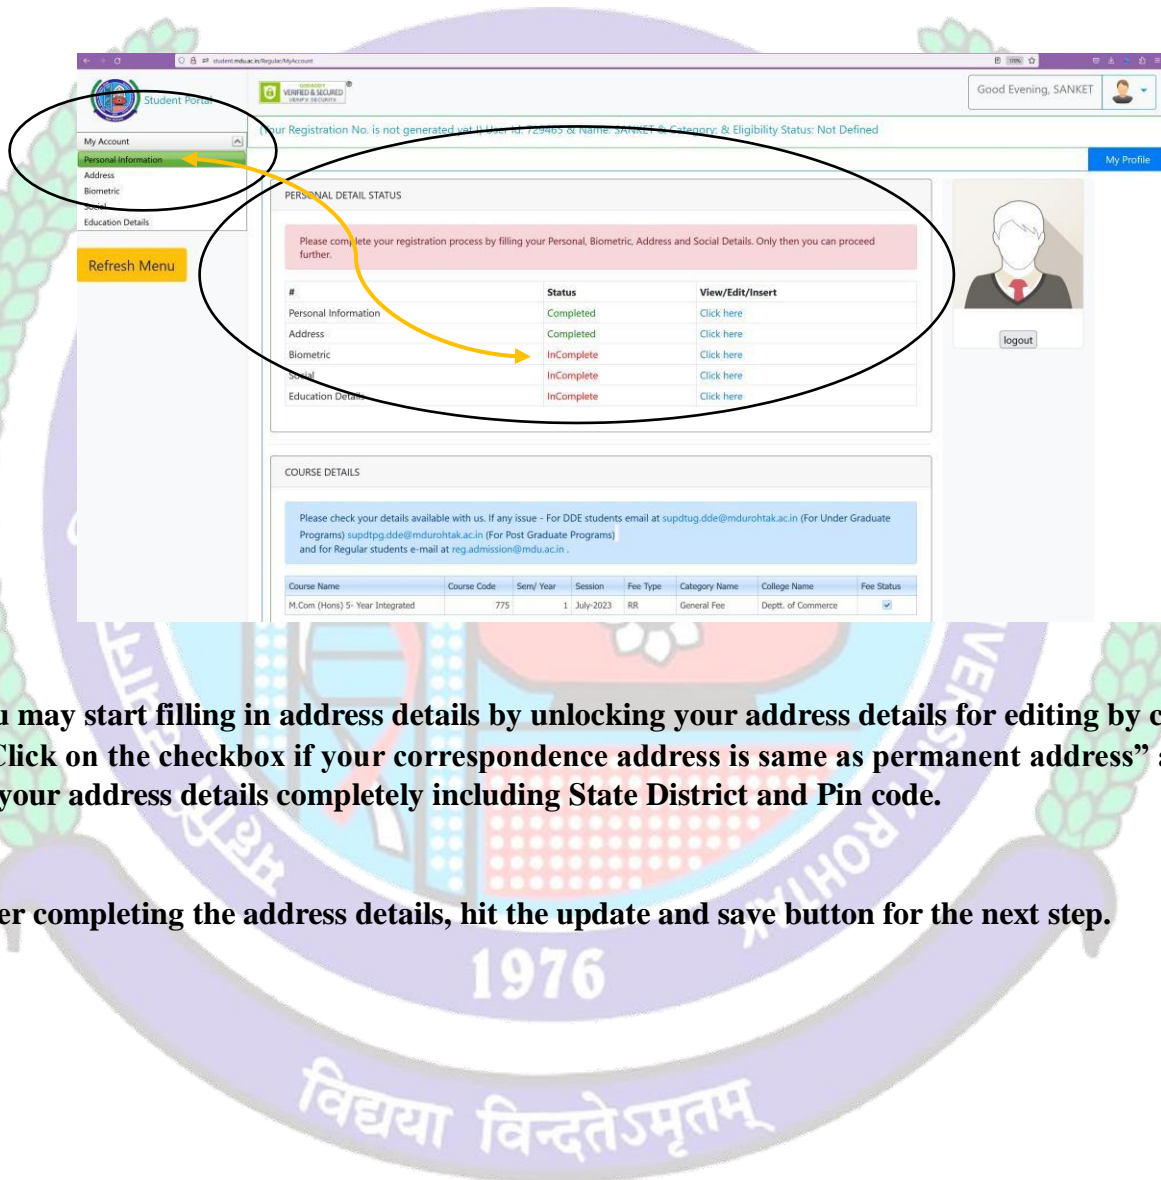 student.mdu.ac.in/Regular/MyAccount
170%
Student Portal
GODADDY
VERIFIED & SECURED
VERIFY SECURITY
®
Good Evening, SANKET
(Your Registration No. is not generated yet !) User Id: 729465 & Name: SANKET & Category: & Eligibility Status: Not Defined
My Account
Personal Information
Address
Biometric
Social
Education Details
Refresh Menu
My Profile
PERSONAL DETAIL STATUS
Please complete your registration process by filling your Personal, Biometric, Address and Social Details. Only then you can proceed
further.
# Status View/Edit/Insert
Personal Information Completed Click here
Address Completed Click here
Biometric InComplete Click here
Social InComplete Click here
Education Details InComplete Click here
logout
COURSE DETAILS
Please check your details available with us. If any issue - For DDE students email at supdtug.dde@mdurohtak.ac.in (For Under Graduate
Programs) supdtpg.dde@mdurohtak.ac.in (For Post Graduate Programs)
and for Regular students e-mail at reg.admission@mdu.ac.in .
Course Name Course Code Sem/ Year Session Fee Type Category Name College Name Fee Status
M.Com (Hons) 5- Year Integrated 775 1 July-2023 RR General Fee Deptt. of Commerce
u may start filling in address details by unlocking your address details for editing by c
Click on the checkbox if your correspondence address is same as permanent address” a
your address details completely including State District and Pin code.
er completing the address details, hit the update and save button for the next step.
1976
विद्यया विन्दतेऽमृतम्